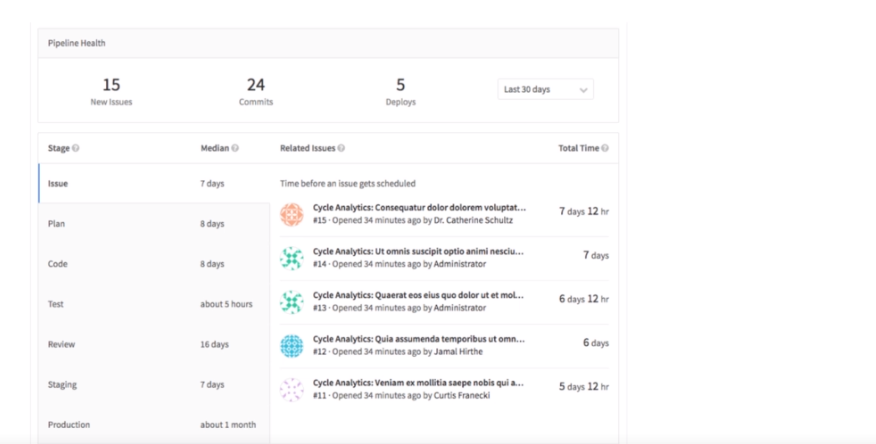 Pipeline Health
15
New Issues
24
Commits
5
Deploys
Last 30 days
Stage
Median
Related Issues
Total Time
Issue
7 days
Time before an issue gets scheduled
Plan
8 days
Code
8 days
Test
about 5 hours
Review
16 days
Staging
7 days
Production
about 1 month
Cycle Analytics: Consequatur dolor dolorem voluptat...
#15 · Opened 34 minutes ago by Dr. Catherine Schultz
7 days 12 hr
Cycle Analytics: Ut omnis suscipit optio animi nesciu...
#14 · Opened 34 minutes ago by Administrator
7 days
Cycle Analytics: Quaerat eos eius quo dolor ut et mol...
#13 · Opened 34 minutes ago by Administrator
6 days 12 hr
Cycle Analytics: Quia assumenda temporibus ut omn...
#12 · Opened 34 minutes ago by Jamal Hirthe
6 days
Cycle Analytics: Veniam ex mollitia saepe nobis qui a...
#11 · Opened 34 minutes ago by Curtis Franecki
5 days 12 hr